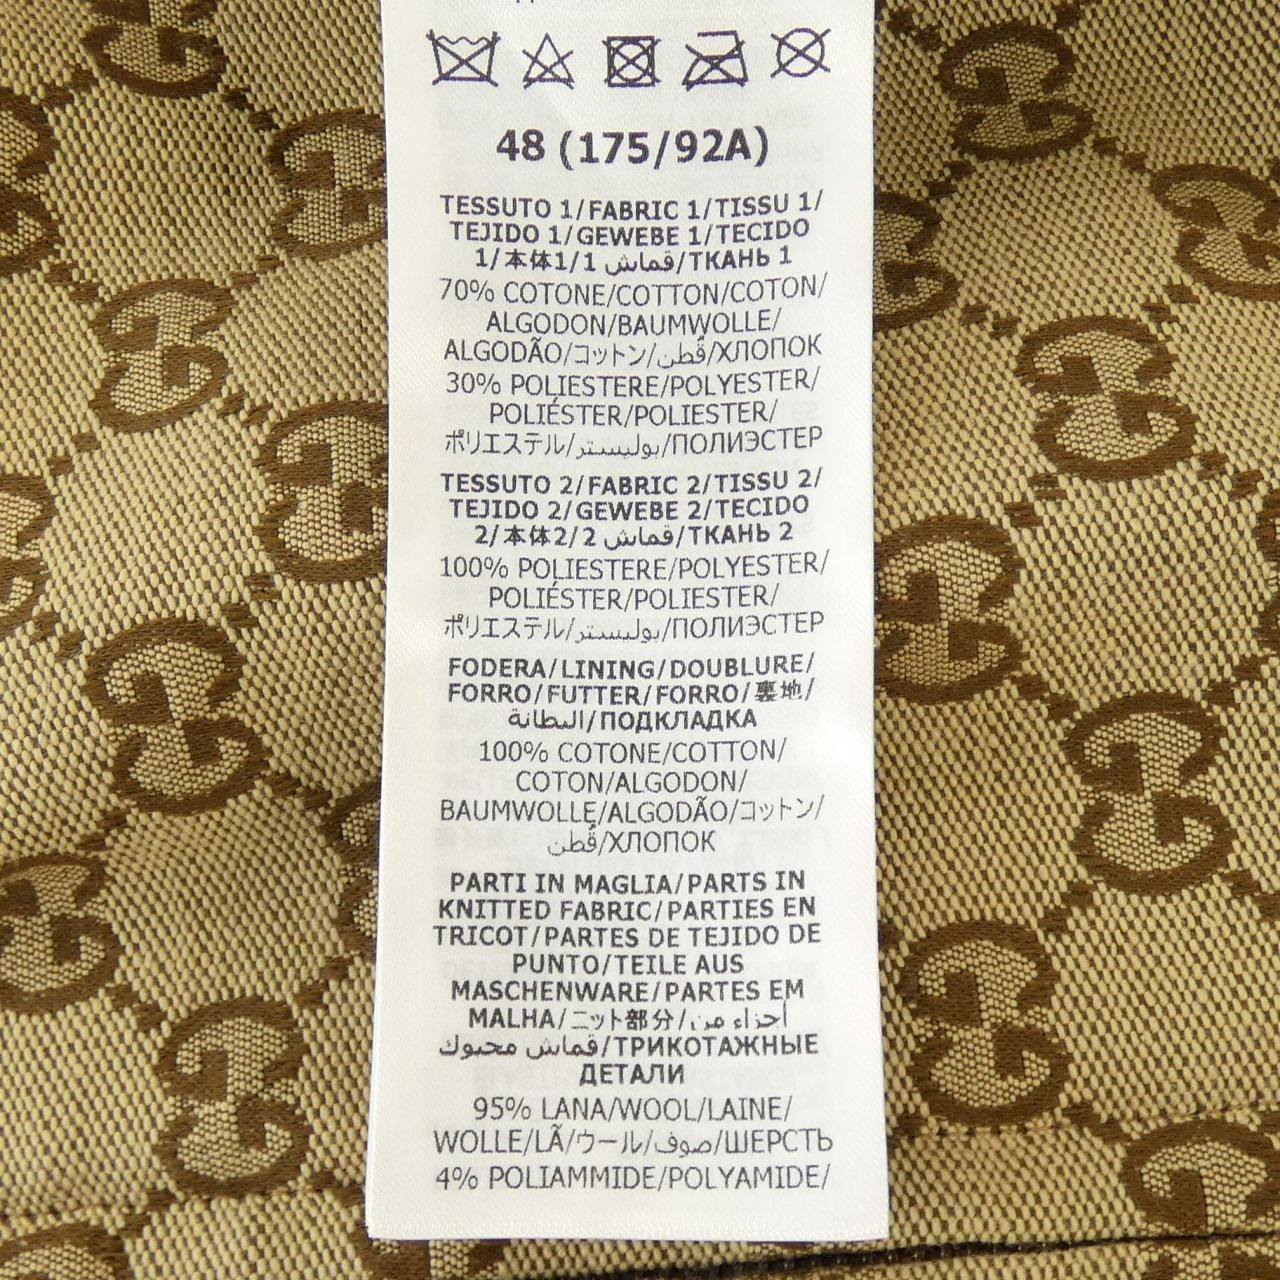 48 (175/92A)
TESSUTO 1/FABRIC 1/TISSU 1/
TEJIDO 1/GEWEBE 1/TECIDO
1/本体1/1 قماش/ТКАНЬ 1
70% COTONE/COTTON/COTON/
ALGODON/BAUMWOLLE/
ALGODÃO/コットン/قُطن/ХЛОПОК
30% POLIESTERE/POLYESTER/
POLIÉSTER/POLIESTER/
ポリエステル/بوليستر/ПОЛИЭСТЕР
TESSUTO 2/FABRIC 2/TISSU 2/
TEJIDO 2/GEWEBE 2/TECIDO
2/本体2/2 قماش/ТКАНЬ 2
100% POLIESTERE/POLYESTER/
POLIÉSTER/POLIESTER/
ポリエステル/بوليستر/ПОЛИЭСТЕР
FODERA/LINING/DOUBLURE/
FORRO/FUTTER/FORRO/裏地/
البطانة/ПОДКЛАДКА
100% COTONE/COTTON/
COTON/ALGODON/
BAUMWOLLE/ALGODÃO/コットン/
قُطن/ХЛОПОК
PARTI IN MAGLIA/PARTS IN
KNITTED FABRIC/PARTIES EN
TRICOT/PARTES DE TEJIDO DE
PUNTO/TEILE AUS
MASCHENWARE/PARTES EM
MALHA/ニット部分/أجزاء من
قماش محبوك/ТРИКОТАЖНЫЕ
ДЕТАЛИ
95% LANA/WOOL/LAINE/
WOLLE/LÃ/ウール/صوف/ШЕРСТЬ
4% POLIAMMIDE/POLYAMIDE/